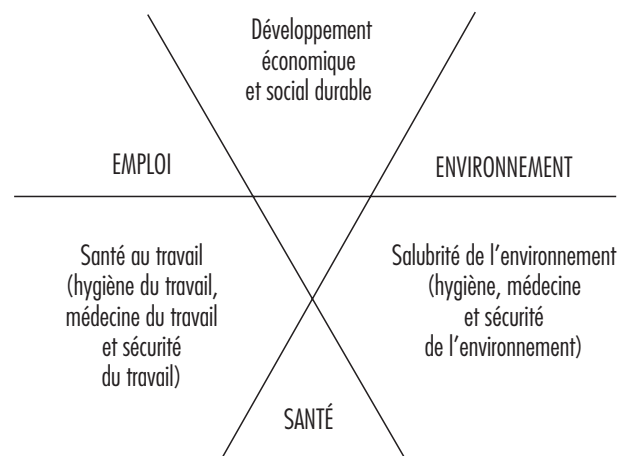 Développement
économique
et social durable
EMPLOI
ENVIRONNEMENT
Santé au travail
(hygiène du travail,
médecine du travail
et sécurité
du travail)
Salubrité de l'environnement
(hygiène, médecine
et sécurité
de l'environnement)
SANTÉ